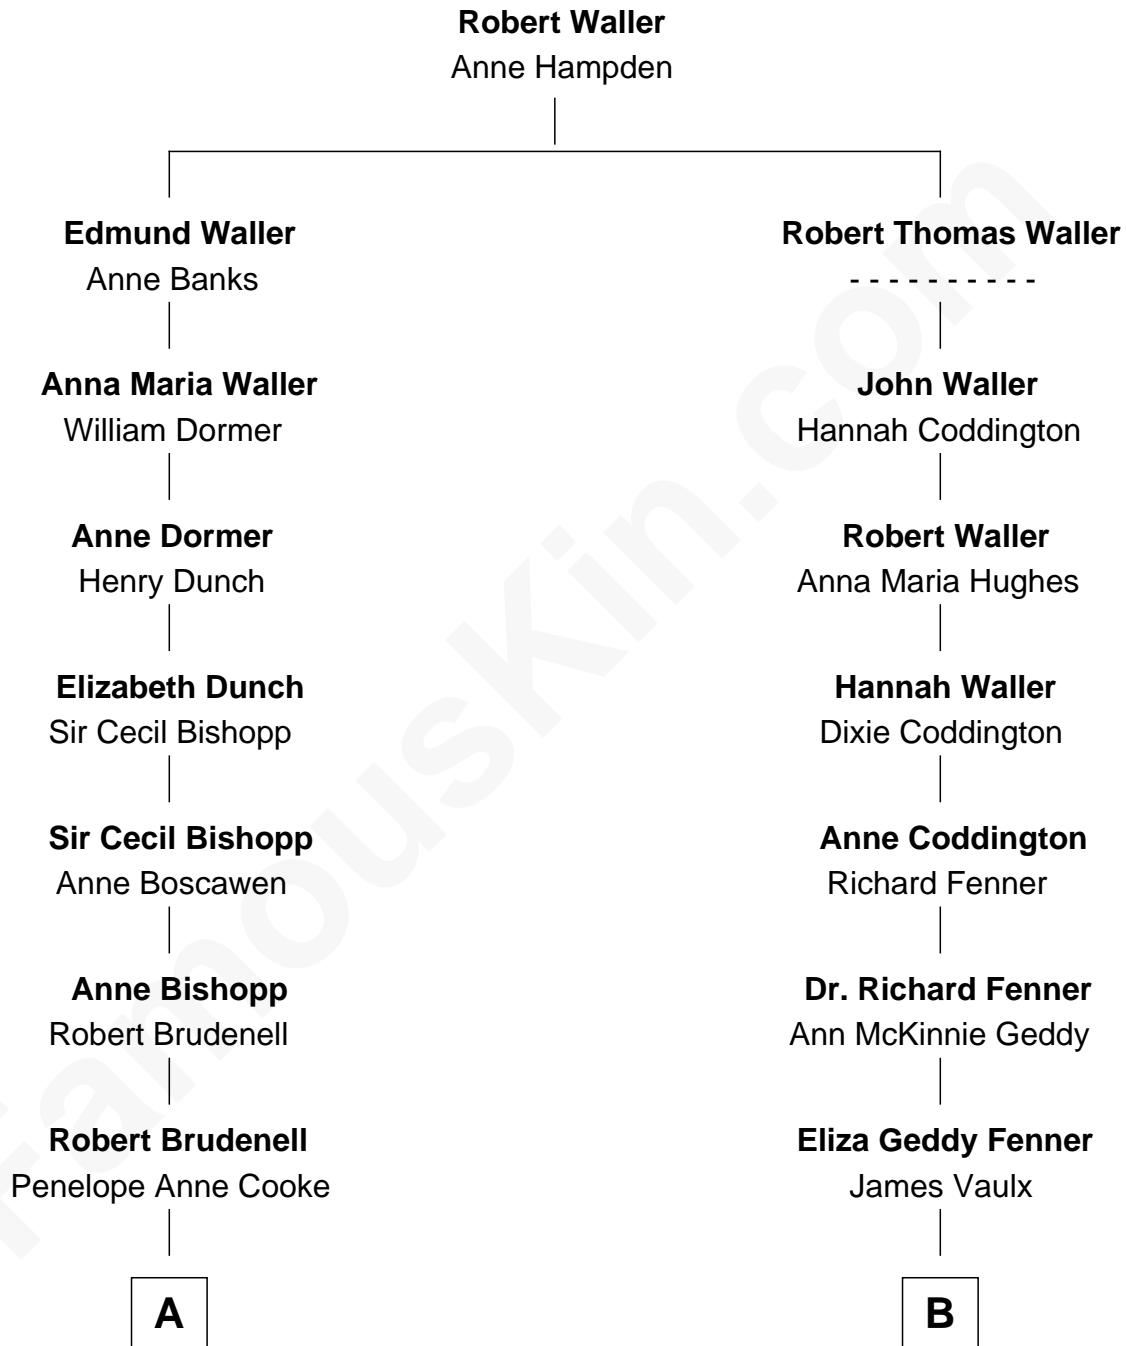 Robert Waller
Anne Hampden
Edmund Waller
Anne Banks
Robert Thomas Waller
- - - - - - - - - -
Anna Maria Waller
William Dormer
John Waller
Hannah Coddington
Anne Dormer
Henry Dunch
Robert Waller
Anna Maria Hughes
Elizabeth Dunch
Sir Cecil Bishopp
Hannah Waller
Dixie Coddington
Sir Cecil Bishopp
Anne Boscawen
Anne Coddington
Richard Fenner
Anne Bishopp
Robert Brudenell
Dr. Richard Fenner
Ann McKinnie Geddy
Robert Brudenell
Penelope Anne Cooke
Eliza Geddy Fenner
James Vaulx
A
B
FamousKin.com